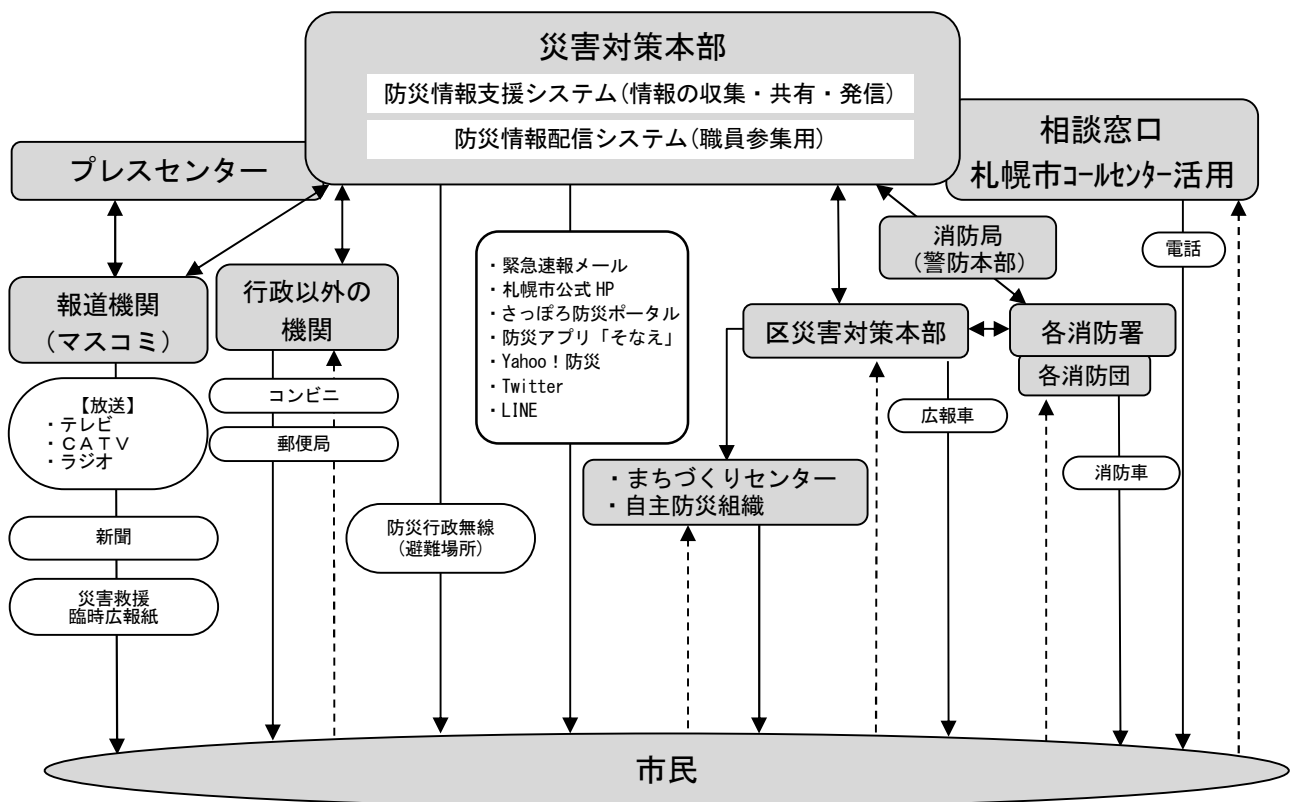 災害対策本部
防災情報支援システム(情報の収集・共有・発信)
防災情報配信システム(職員参集用)
プレスセンター
相談窓口
札幌市ｺｰﾙｾﾝﾀｰ活用
消防局
(警防本部)
電話
報道機関
(マスコミ)
行政以外の
機関
・緊急速報メール
・札幌市公式 HP
・さっぽろ防災ポータル
・防災アプリ「そなえ」
・Yahoo！防災
・Twitter
・LINE
区災害対策本部
各消防署
各消防団
【放送】
・テレビ
・ＣＡＴＶ
・ラジオ
コンビニ
郵便局
広報車
消防車
・まちづくりセンター
・自主防災組織
新聞
防災行政無線
(避難場所)
災害救援
臨時広報紙
市民